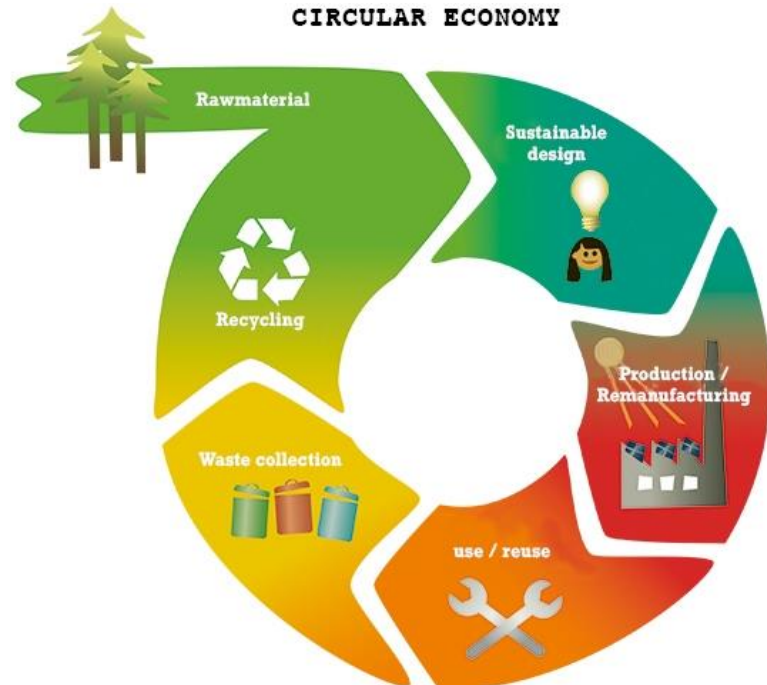 CIRCULAR ECONOMY
Rawmaterial
Sustainable
design
Production /
Remanufacturing
use / reuse
Waste collection
Recycling